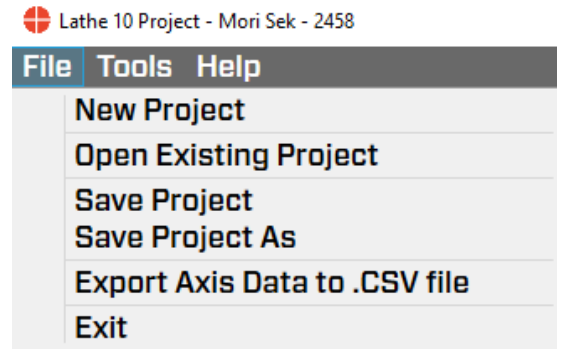 Lathe 10 Project - Mori Sek - 2458
File Tools Help
New Project
Open Existing Project
Save Project
Save Project As
Export Axis Data to .CSV file
Exit